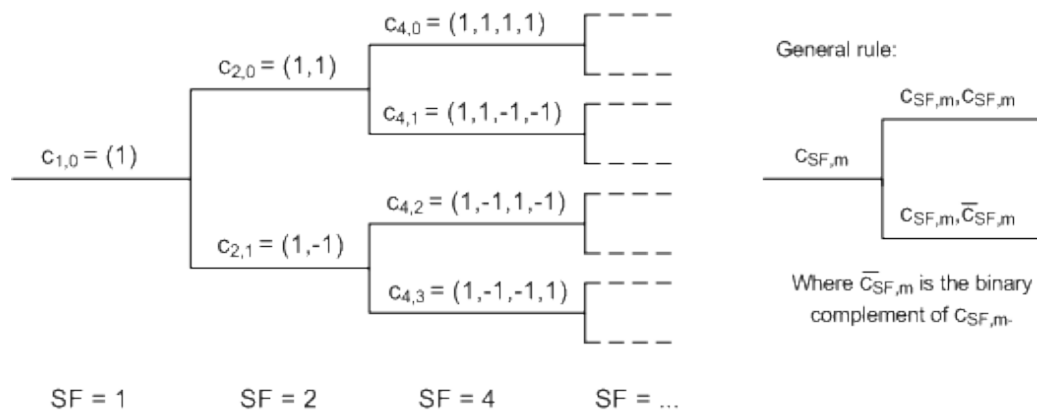 c4,0 = (1,1,1,1)
c2,0 = (1,1)
c4,1 = (1,1,-1,-1)
c1,0 = (1)
c4,2 = (1,-1,1,-1)
c2,1 = (1,-1)
c4,3 = (1,-1,-1,1)
SF = 1
SF = 2
SF = 4
SF = ...
General rule:
cSF,m,cSF,m
cSF,m
cSF,m,c̅SF,m
Where c̅SF,m is the binary
complement of cSF,m.